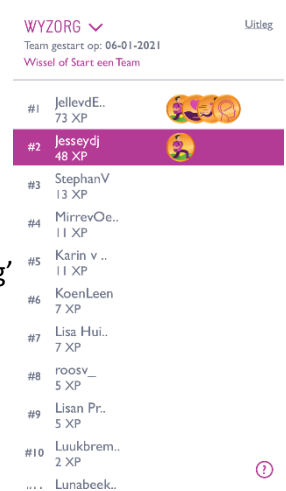 WYZORG
Uitleg
Team gestart op: 06-01-2021
Wissel of Start een Team
#1 JellevdE..
73 XP
#2 Jesseydj
48 XP
#3 StephanV
13 XP
#4 MirrevOe..
11 XP
g'
#5 Karin v ..
11 XP
#6 KoenLeen
7 XP
#7 Lisa Hui..
7 XP
#8 roosv_
5 XP
#9 Lisan Pr..
5 XP
#10 Luukbrem..
2 XP
?
Lunabeek..